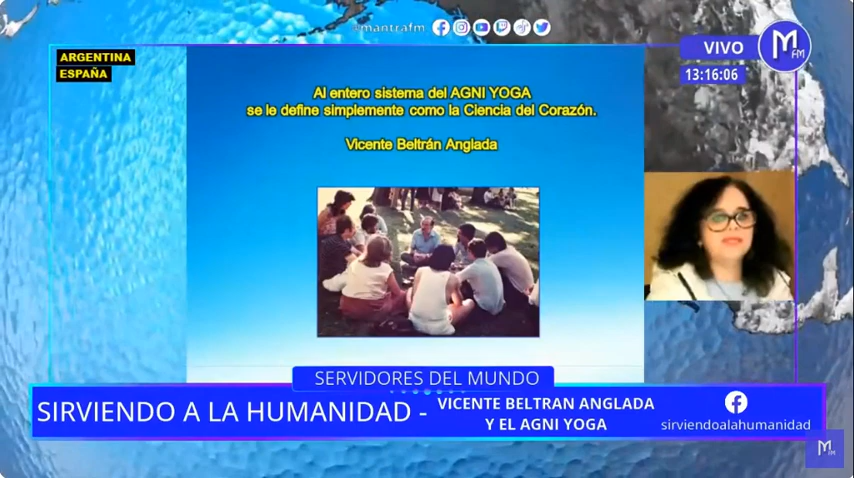 @mantrafm
ARGENTINA
ESPAÑA
VIVO
M FM
13:16:06
Al entero sistema del AGNI YOGA
se le define simplemente como la Ciencia del Corazón.
Vicente Beltrán Anglada
SERVIDORES DEL MUNDO
SIRVIENDO A LA HUMANIDAD -
VICENTE BELTRAN ANGLADA
Y EL AGNI YOGA
sirviendoalahumanidad
M FM